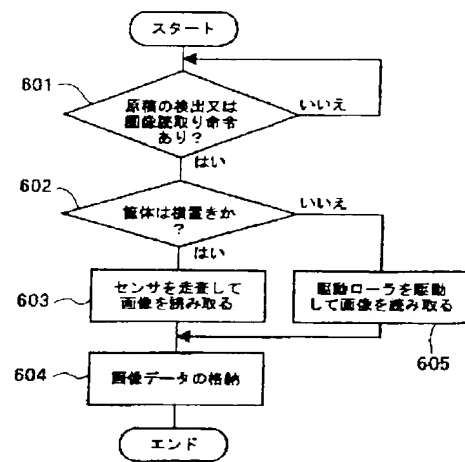 スタート
601
原稿の検出又は
画像読取り命令
あり?
いいえ
はい
602
筐体は横置きか
?
いいえ
はい
603
センサを走査して
画像を読み取る
駆動ローラを駆動
して画像を読み取る
605
604
画像データの格納
エンド